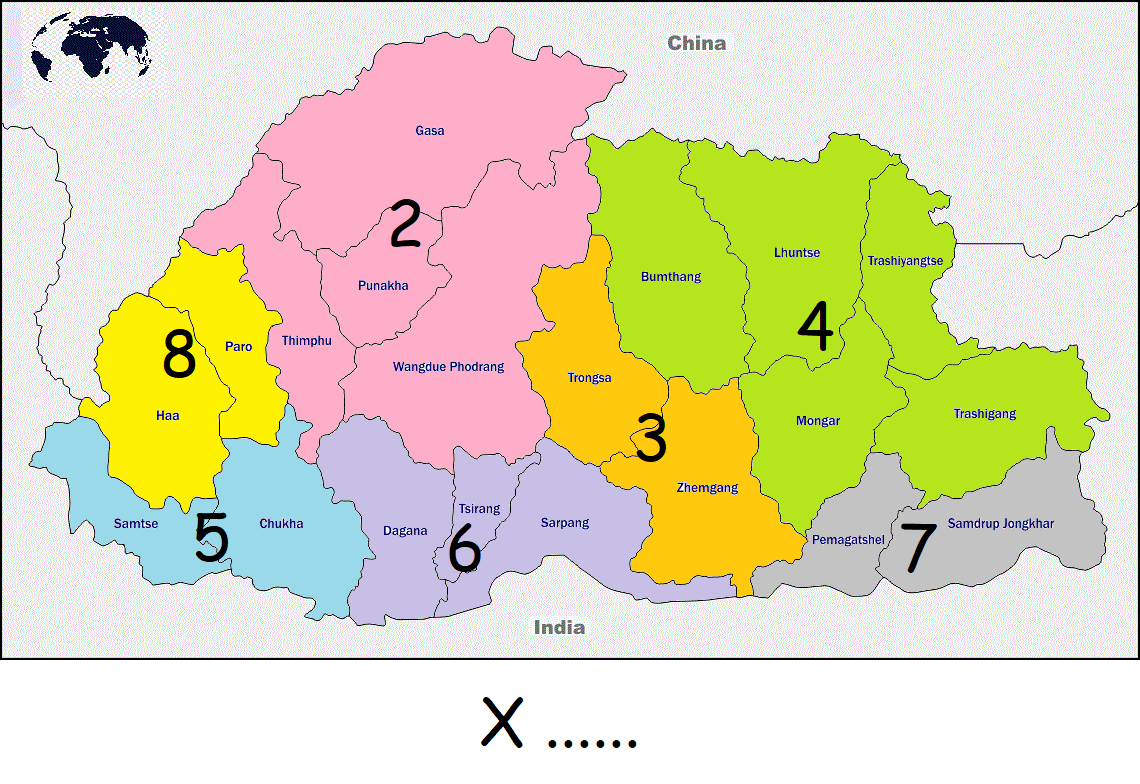 China
Gasa
2
Punakha
Bumthang
Lhuntse
Trashiyangtse
4
8
Paro
Thimphu
Wangdue Phodrang
Trongsa
Haa
3
Mongar
Trashigang
Zhemgang
Samtse
5
Chukha
Dagana
Tsirang
6
Sarpang
Pemagatshel
7
Samdrup Jongkhar
India
X ......